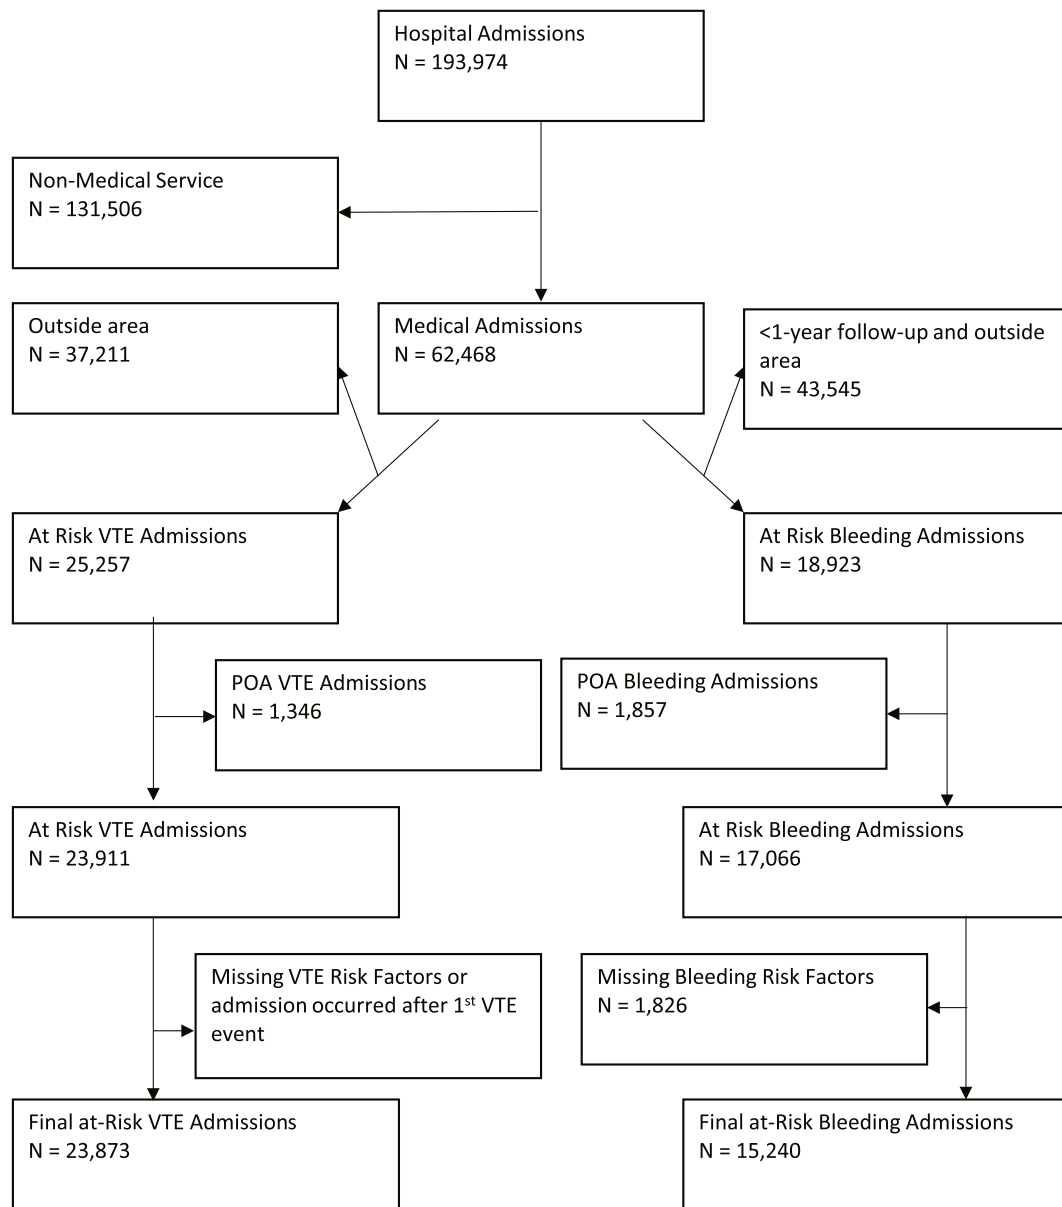 Hospital Admissions
N = 193,974
Non-Medical Service
N = 131,506
Outside area
N = 37,211
Medical Admissions
N = 62,468
<1-year follow-up and outside
area
N = 43,545
At Risk VTE Admissions
N = 25,257
At Risk Bleeding Admissions
N = 18,923
POA VTE Admissions
N = 1,346
POA Bleeding Admissions
N = 1,857
At Risk VTE Admissions
N = 23,911
At Risk Bleeding Admissions
N = 17,066
Missing VTE Risk Factors or
admission occurred after 1st VTE
event
Missing Bleeding Risk Factors
N = 1,826
Final at-Risk VTE Admissions
N = 23,873
Final at-Risk Bleeding Admissions
N = 15,240